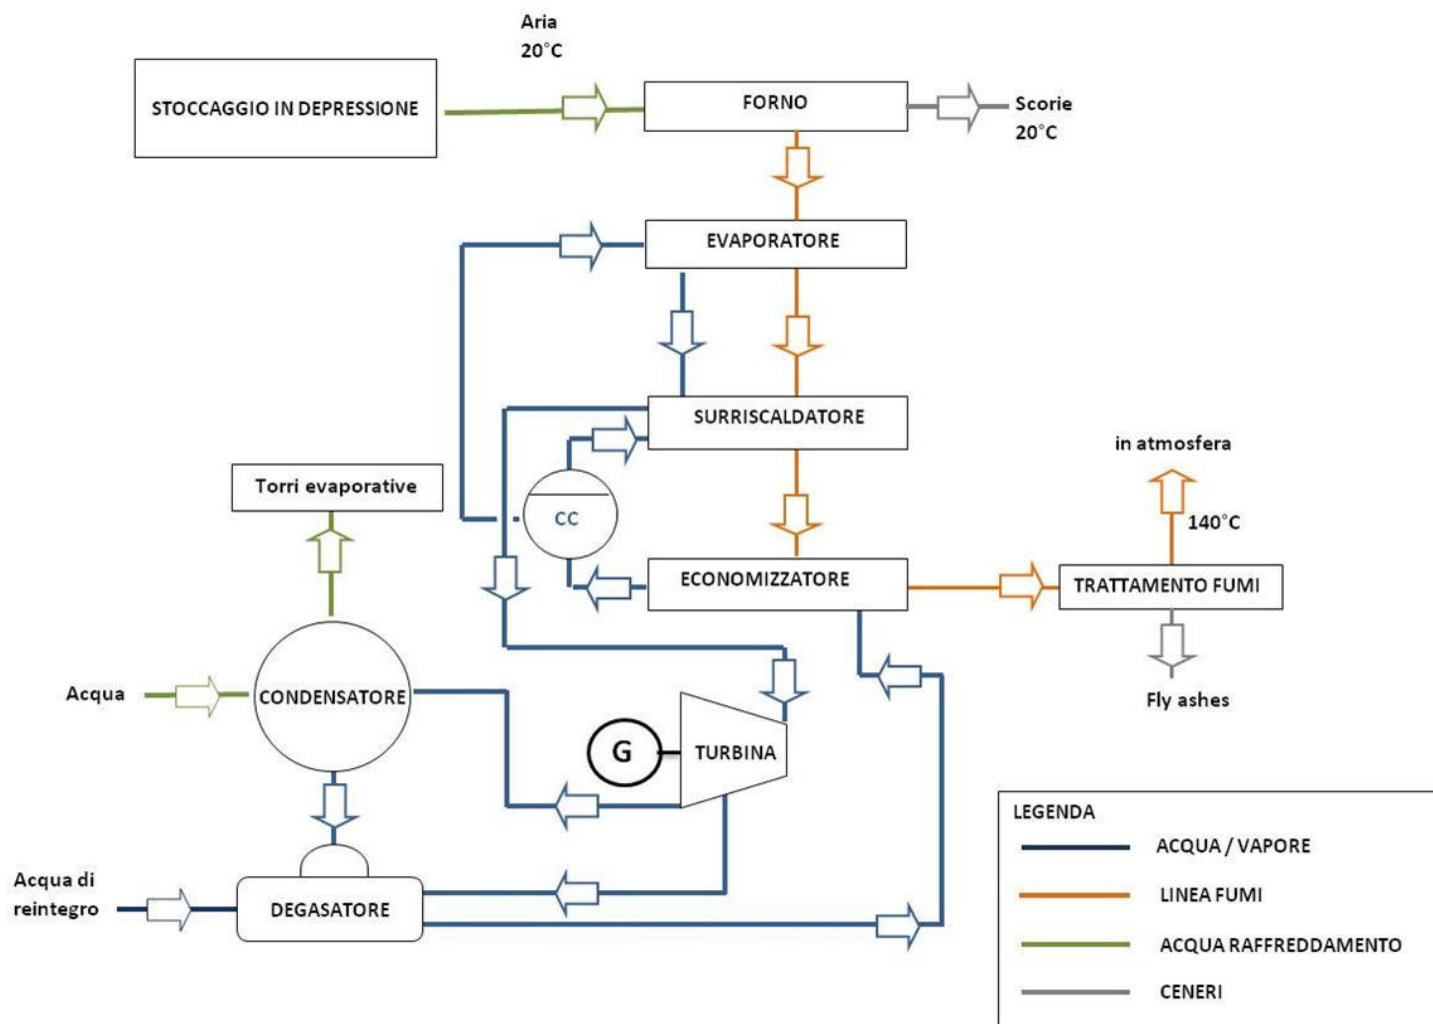 Aria
20°C
STOCCAGGIO IN DEPRESSIONE
FORNO
Scorie
20°C
EVAPORATORE
SURRISCALDATORE
in atmosfera
Torri evaporative
CC
140°C
ECONOMIZZATORE
TRATTAMENTO FUMI
Acqua
CONDENSATORE
Fly ashes
G
TURBINA
LEGENDA
ACQUA / VAPORE
Acqua di
reintegro
DEGASATORE
LINEA FUMI
ACQUA RAFFREDDAMENTO
CENERI